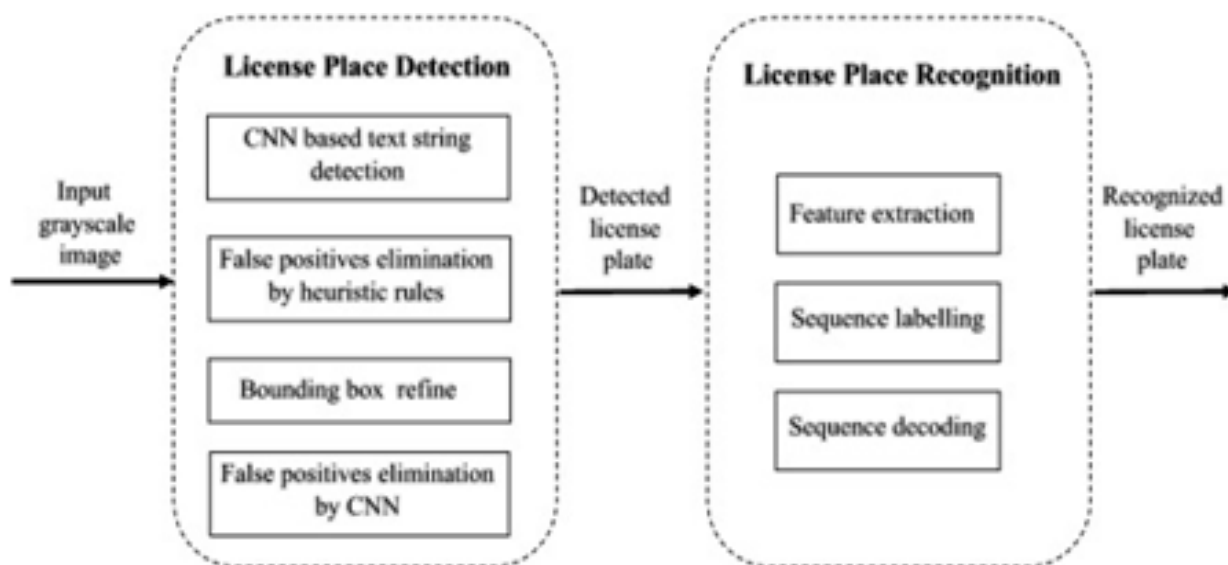 Input
grayscale
image
License Place Detection
CNN based text string
detection
False positives elimination
by heuristic rules
Bounding box refine
False positives elimination
by CNN
Detected
license
plate
License Place Recognition
Feature extraction
Sequence labelling
Sequence decoding
Recognized
license
plate